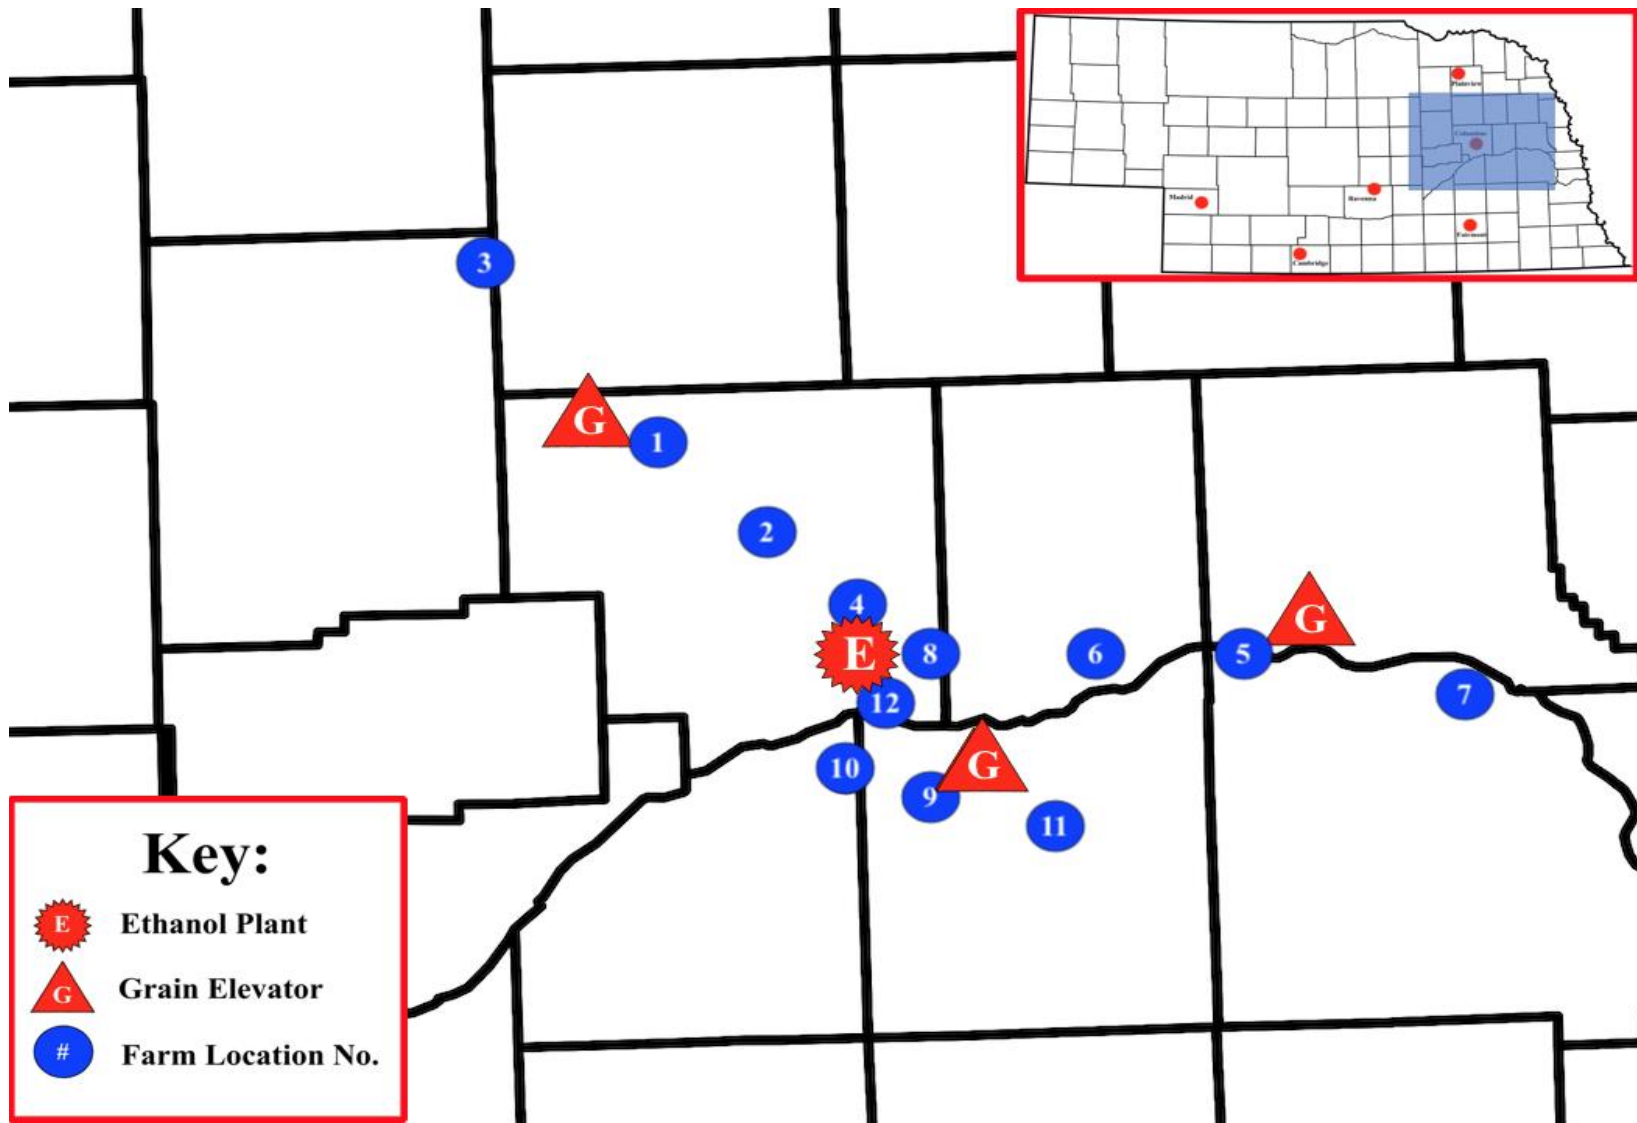 Plainview
Columbus
Ravenna
Madrid
Fairmont
Cambridge
3
G
1
2
4
G
E
8
6
5
7
12
G
10
9
11
Key:
E Ethanol Plant
G Grain Elevator
# Farm Location No.